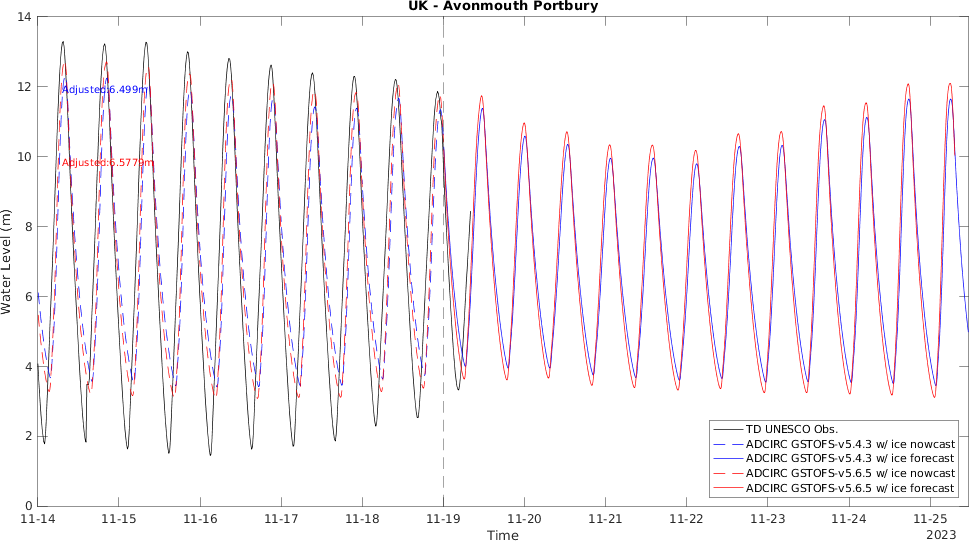 UK - Avonmouth Portbury
14
12
10
8
6
4
2
0
Water Level (m)
Adjusted:6.499m
Adjusted:6.5779m
TD UNESCO Obs.
ADCIRC GSTOFS-v5.4.3 w/ ice nowcast
ADCIRC GSTOFS-v5.4.3 w/ ice forecast
ADCIRC GSTOFS-v5.6.5 w/ ice nowcast
ADCIRC GSTOFS-v5.6.5 w/ ice forecast
11-14 11-15 11-16 11-17 11-18 11-19 11-20 11-21 11-22 11-23 11-24 11-25
Time
2023